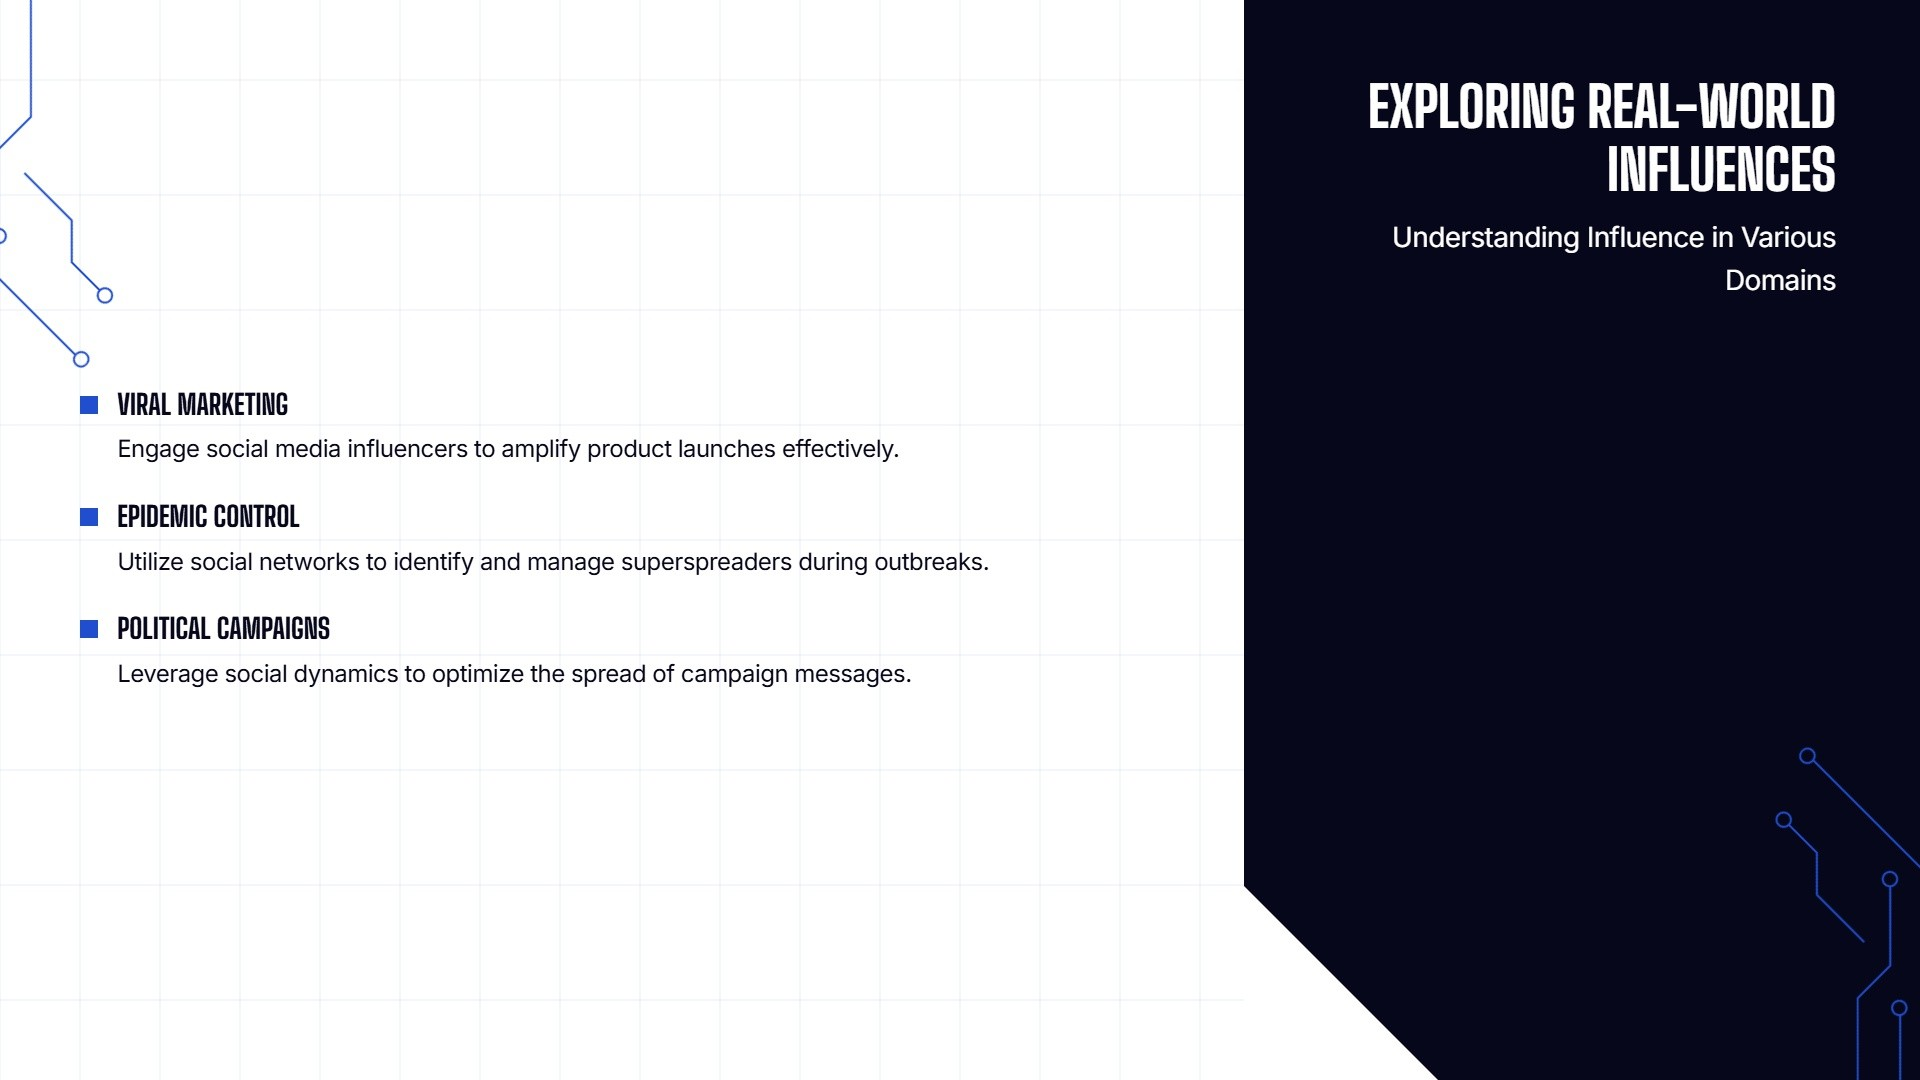 EXPLORING REAL-WORLD
INFLUENCES
Understanding Influence in Various
Domains
VIRAL MARKETING
Engage social media influencers to amplify product launches effectively.
EPIDEMIC CONTROL
Utilize social networks to identify and manage superspreaders during outbreaks.
POLITICAL CAMPAIGNS
Leverage social dynamics to optimize the spread of campaign messages.